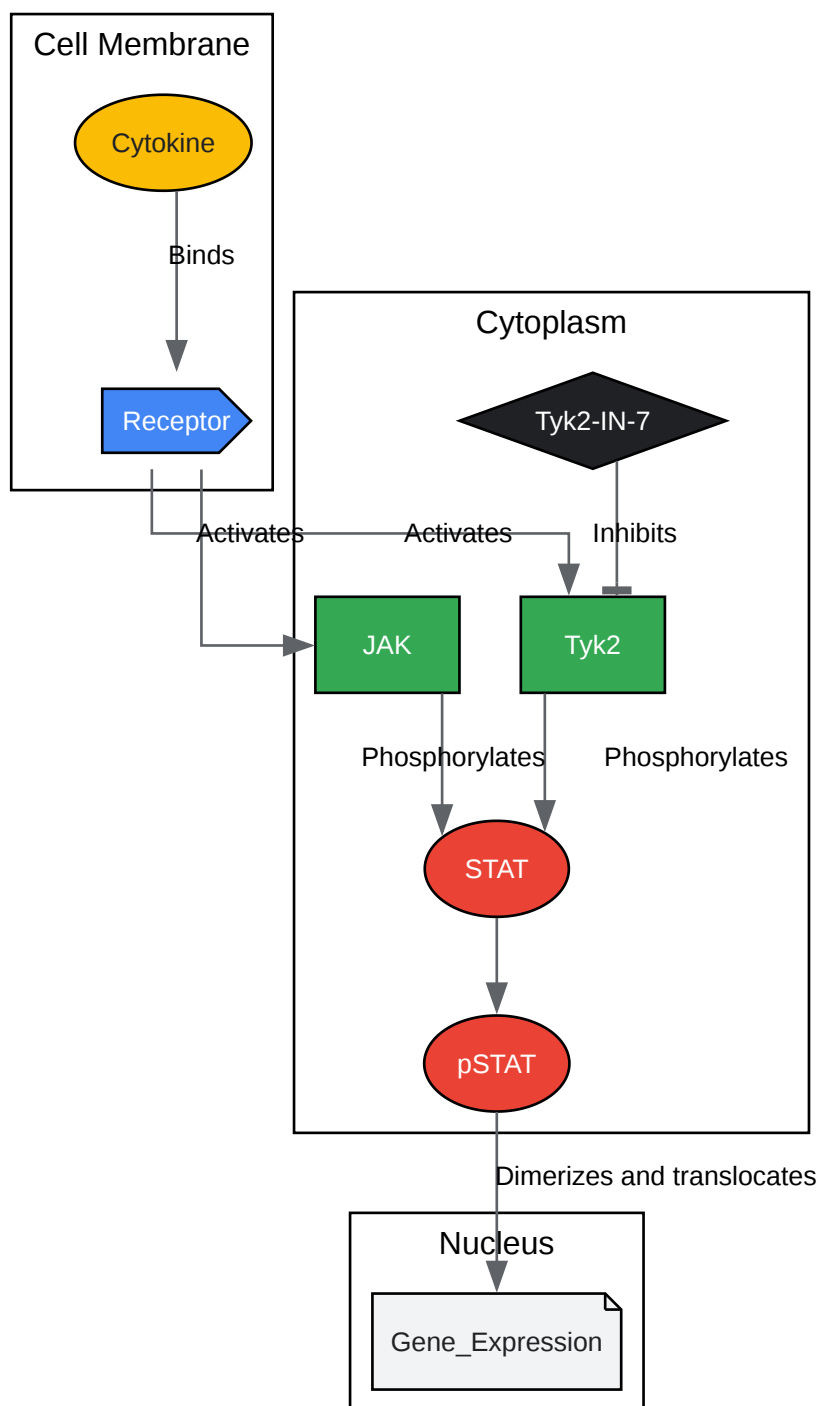 Cell Membrane
Cytokine
Binds
Cytoplasm
Receptor
Tyk2-IN-7
Activates
Activates
Inhibits
JAK
Tyk2
Phosphorylates
Phosphorylates
STAT
pSTAT
Dimerizes and translocates
Nucleus
Gene_Expression